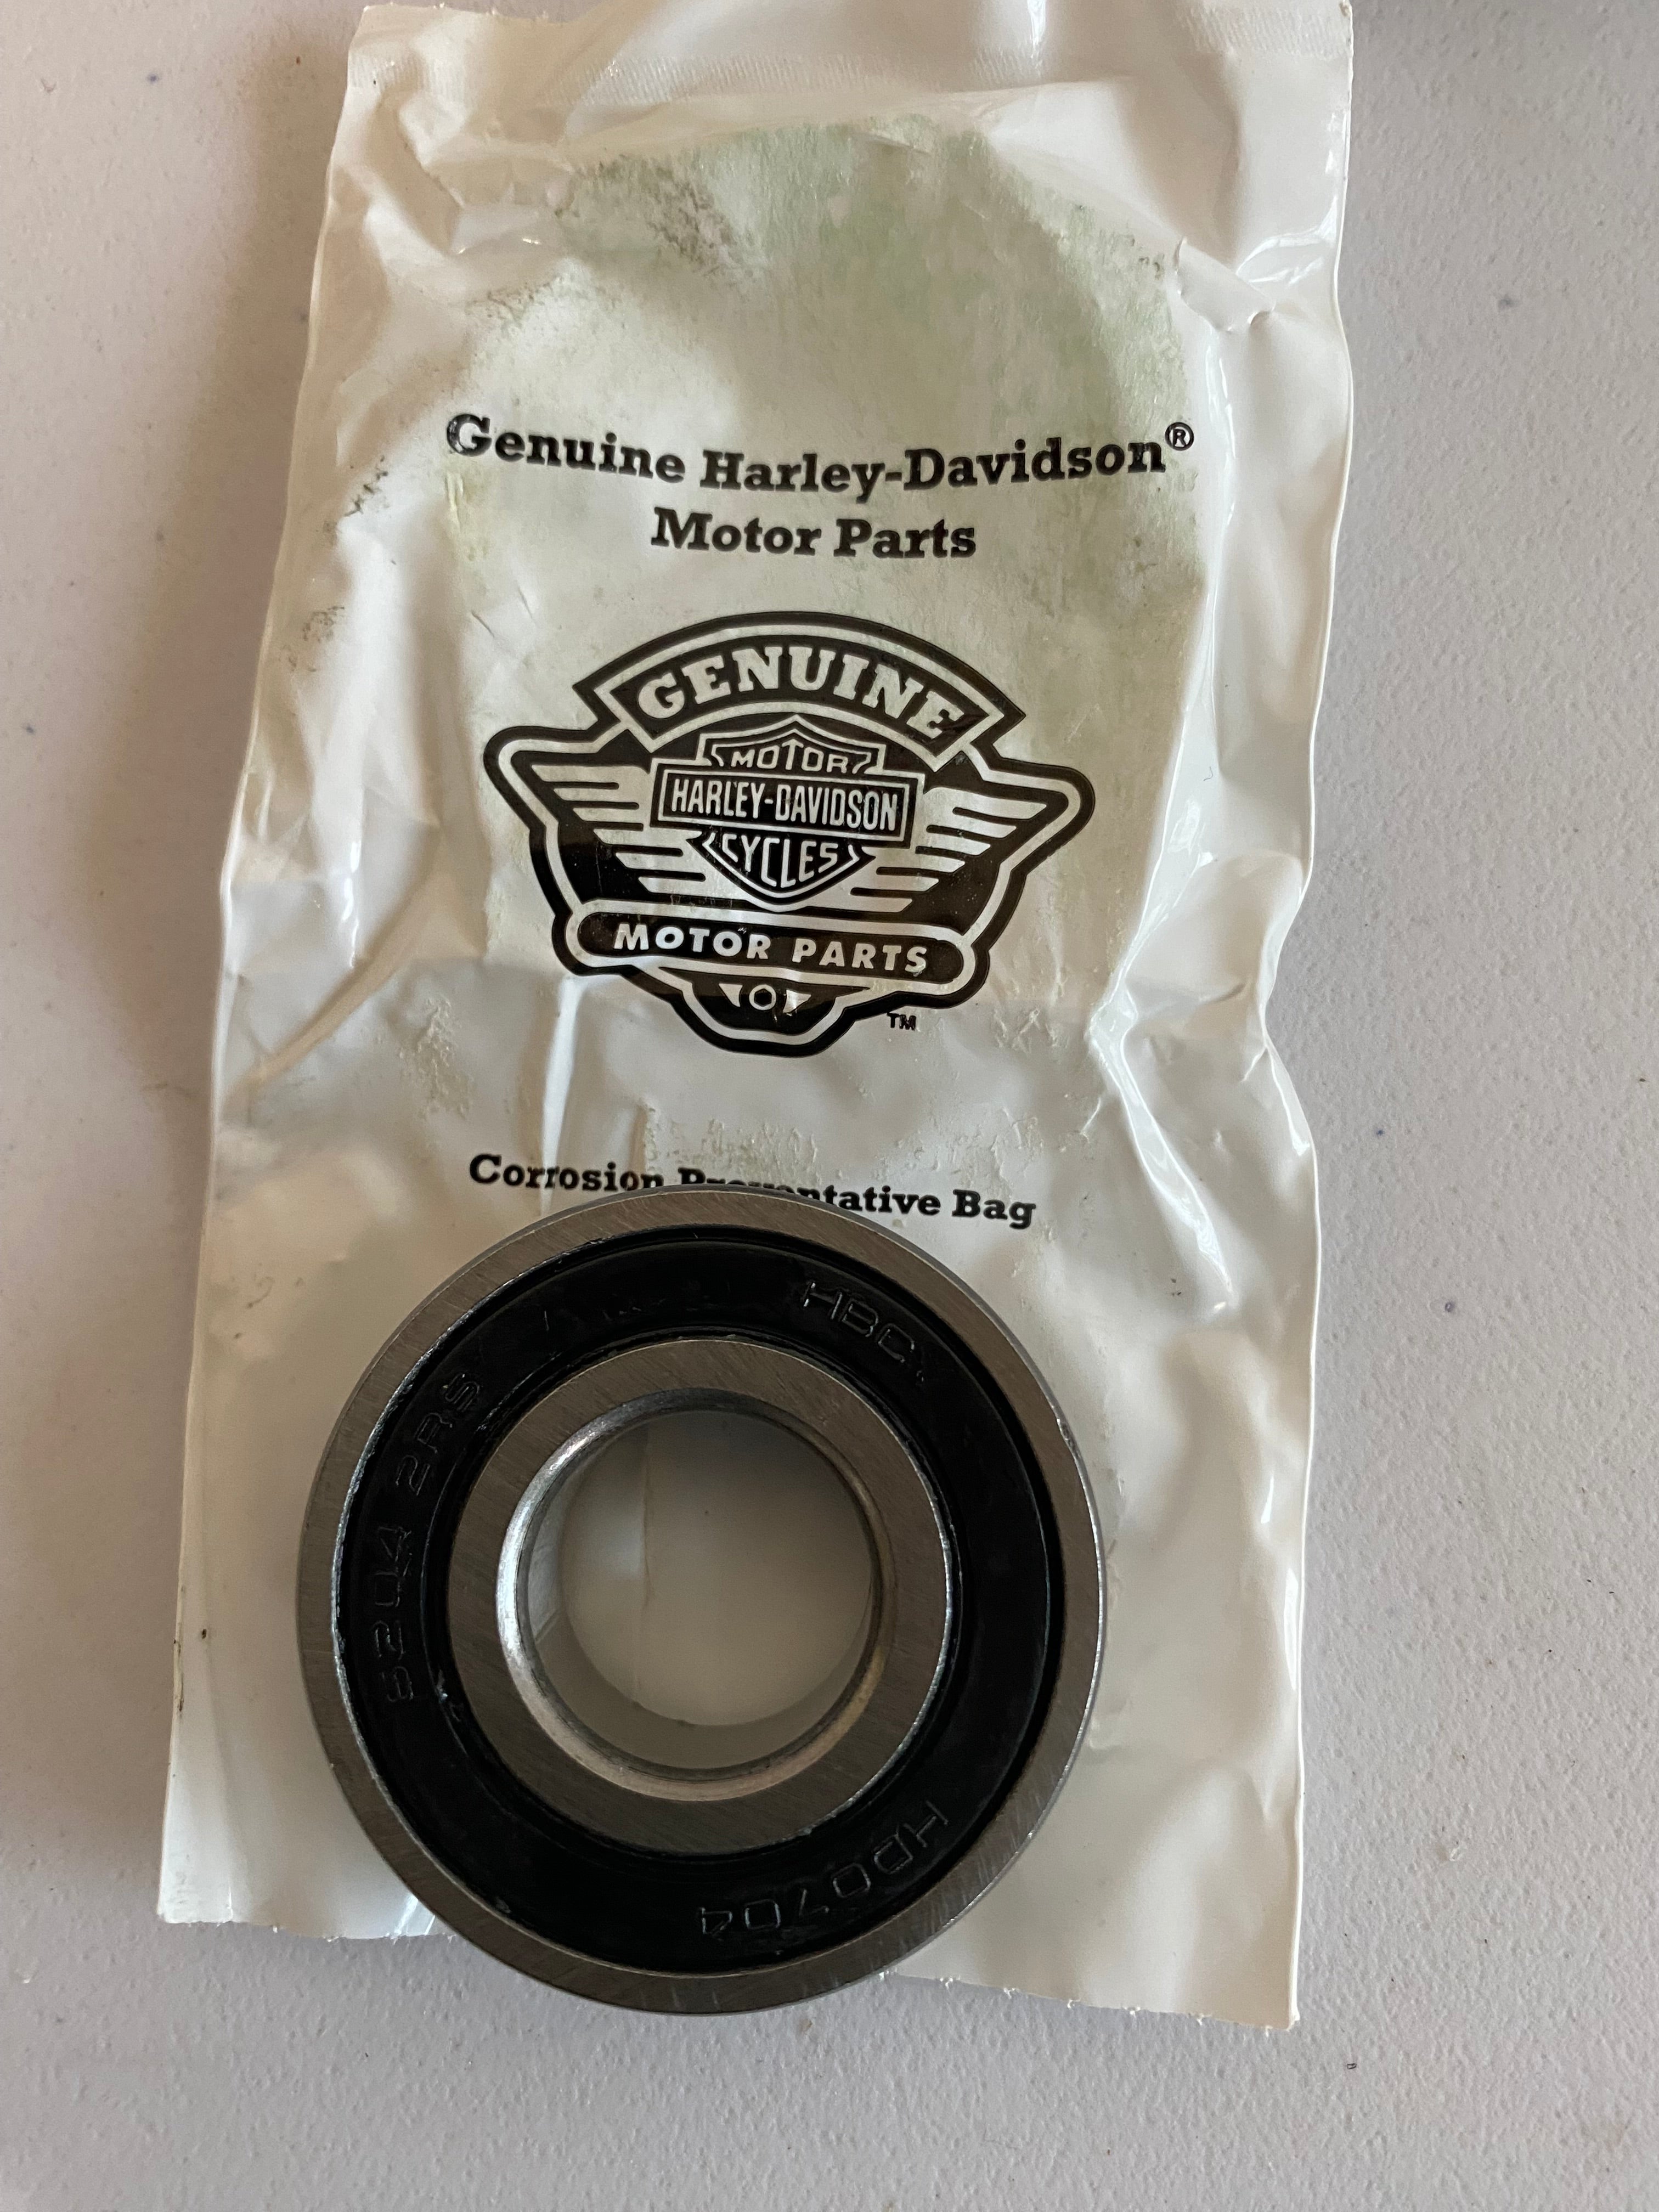 Genuine Harley-Davidson®
Motor Parts
GENUINE
MOTOR
HARLEY-DAVIDSON
CYCLES
MOTOR PARTS
TM
Corrosion Preventative Bag
HBC
6204 2RS
HD0704